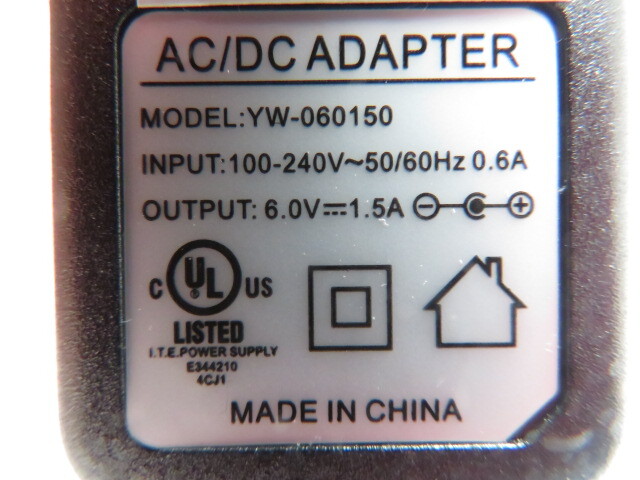 AC/DC ADAPTER
MODEL:YW-060150
INPUT:100-240V~50/60Hz 0.6A
OUTPUT: 6.0V⎓1.5A
C UL US
LISTED
I.T.E.POWER SUPPLY
E344210
4CJ1
MADE IN CHINA